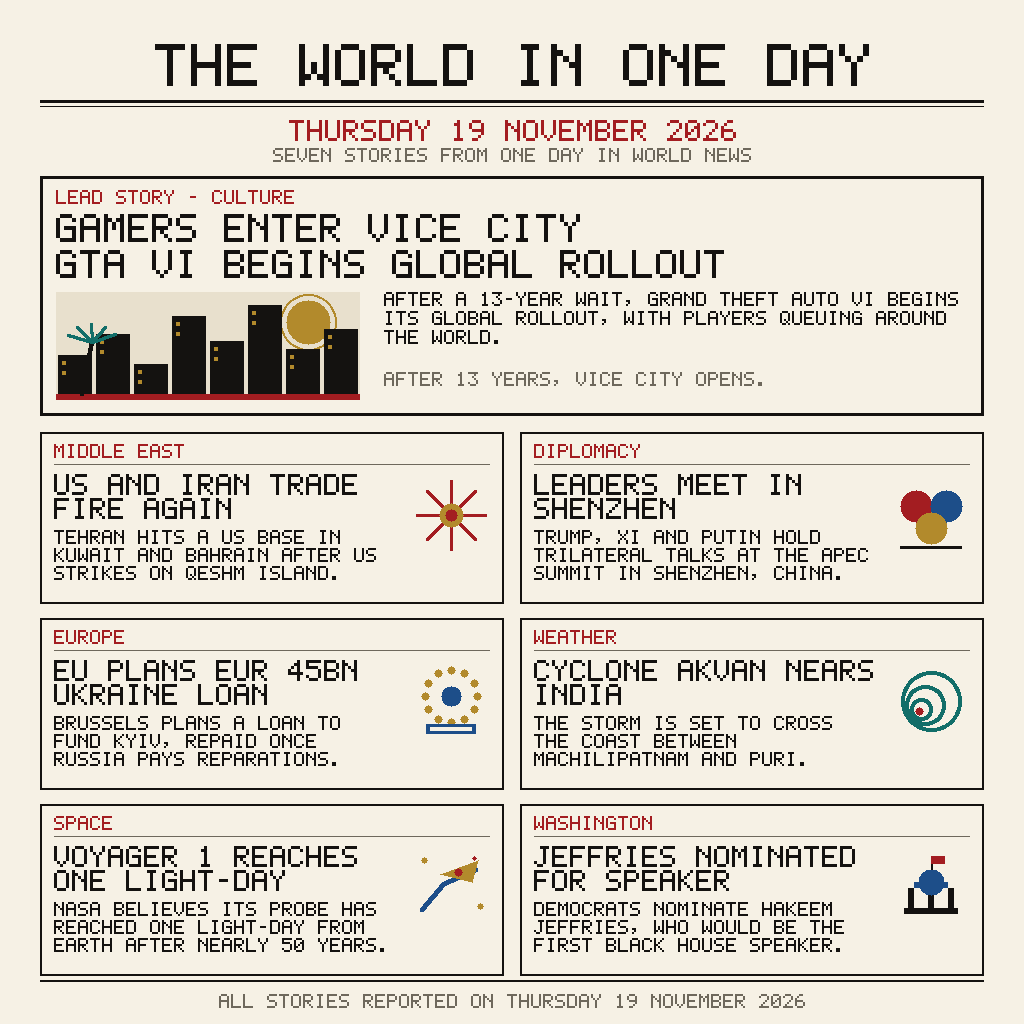 THE WORLD IN ONE DAY
THURSDAY 19 NOVEMBER 2026
SEVEN STORIES FROM ONE DAY IN WORLD NEWS
LEAD STORY - CULTURE
GAMERS ENTER VICE CITY
GTA VI BEGINS GLOBAL ROLLOUT
AFTER A 13-YEAR WAIT, GRAND THEFT AUTO VI BEGINS
ITS GLOBAL ROLLOUT, WITH PLAYERS QUEUING AROUND
THE WORLD.
AFTER 13 YEARS, VICE CITY OPENS.
MIDDLE EAST
US AND IRAN TRADE
FIRE AGAIN
TEHRAN HITS A US BASE IN
KUWAIT AND BAHRAIN AFTER US
STRIKES ON QESHM ISLAND.
DIPLOMACY
LEADERS MEET IN
SHENZHEN
TRUMP, XI AND PUTIN HOLD
TRILATERAL TALKS AT THE APEC
SUMMIT IN SHENZHEN, CHINA.
EUROPE
EU PLANS EUR 45BN
UKRAINE LOAN
BRUSSELS PLANS A LOAN TO
FUND KYIV, REPAID ONCE
RUSSIA PAYS REPARATIONS.
WEATHER
CYCLONE AKVAN NEARS
INDIA
THE STORM IS SET TO CROSS
THE COAST BETWEEN
MACHILIPATNAM AND PURI.
SPACE
VOYAGER 1 REACHES
ONE LIGHT-DAY
NASA BELIEVES ITS PROBE HAS
REACHED ONE LIGHT-DAY FROM
EARTH AFTER NEARLY 50 YEARS.
WASHINGTON
JEFFRIES NOMINATED
FOR SPEAKER
DEMOCRATS NOMINATE HAKEEM
JEFFRIES, WHO WOULD BE THE
FIRST BLACK HOUSE SPEAKER.
ALL STORIES REPORTED ON THURSDAY 19 NOVEMBER 2026